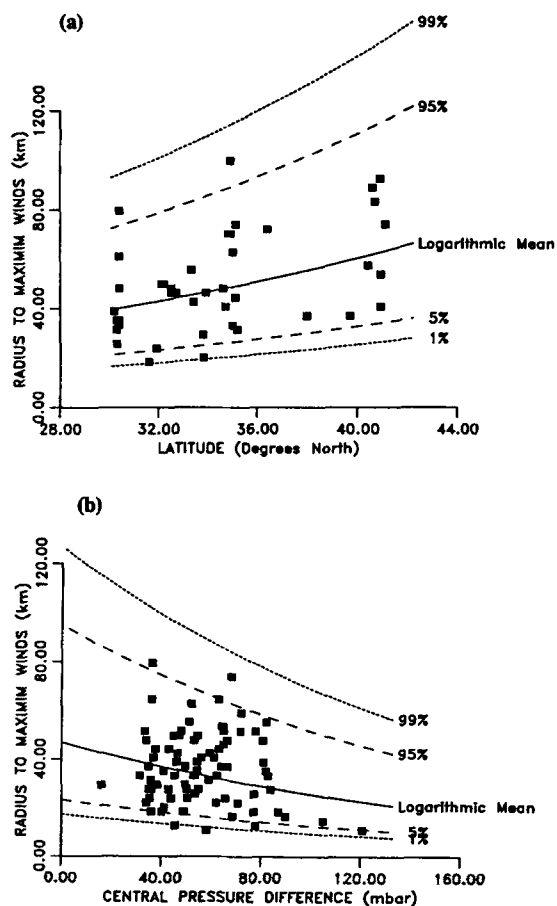 (a)
99%
95%
Logarithmic Mean
5%
1%
RADIUS TO MAXIMIM WINDS (km)
0.00 40.00 80.00 120.00
28.00 32.00 36.00 40.00 44.00
LATITUDE (Degrees North)
(b)
99%
95%
Logarithmic Mean
5%
1%
RADIUS TO MAXIMIM WINDS (km)
0.00 40.00 80.00 120.00
0.00 40.00 80.00 120.00 160.00
CENTRAL PRESSURE DIFFERENCE (mbar)